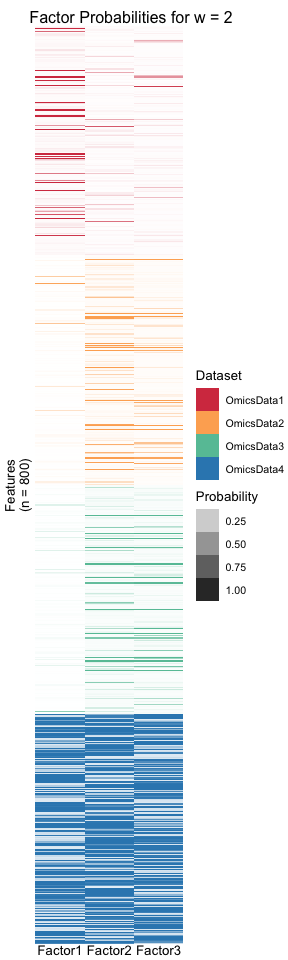 Factor Probabilities for w = 2
Features
(n = 800)
Dataset
OmicsData1
OmicsData2
OmicsData3
OmicsData4
Probability
0.25
0.50
0.75
1.00
Factor1 Factor2 Factor3